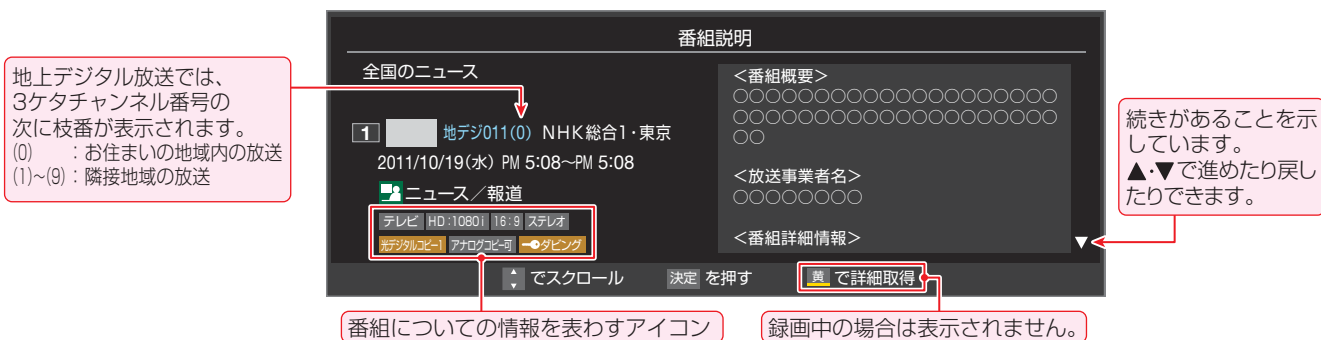 番組説明
地上デジタル放送では、
3ケタチャンネル番号の
次に枝番が表示されます。
(0)　　：お住まいの地域内の放送
(1)~(9)：隣接地域の放送
全国のニュース
1 地デジ011(0) NHK総合1・東京
2011/10/19(水) PM 5:08〜PM 5:08
ニュース／報道
テレビ HD:1080i 16:9 ステレオ
光デジタルコピー1 アナログコピー可 ダビング
<番組概要>
○○○○○○○○○○○○○○○○○○○○
○○○○○○○○○○○○○○○○○○○○
○○
<放送事業者名>
○○○○○○○○
<番組詳細情報>
▼
続きがあることを示
しています。
▲・▼で進めたり戻し
たりできます。
でスクロール 決定 を押す 黄 で詳細取得
番組についての情報を表わすアイコン
録画中の場合は表示されません。